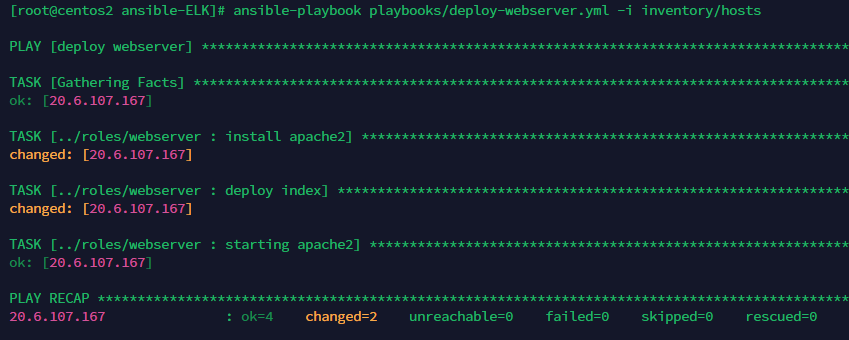 [root@centos2 ansible-ELK]# ansible-playbook playbooks/deploy-webserver.yml -i inventory/hosts
PLAY [deploy webserver] *********************************************************************************
TASK [Gathering Facts] **********************************************************************************
ok: [20.6.107.167]
TASK [../roles/webserver : install apache2] *************************************************************
changed: [20.6.107.167]
TASK [../roles/webserver : deploy index] ****************************************************************
changed: [20.6.107.167]
TASK [../roles/webserver : starting apache2] ************************************************************
ok: [20.6.107.167]
PLAY RECAP **********************************************************************************************
20.6.107.167               : ok=4    changed=2    unreachable=0    failed=0    skipped=0    rescued=0